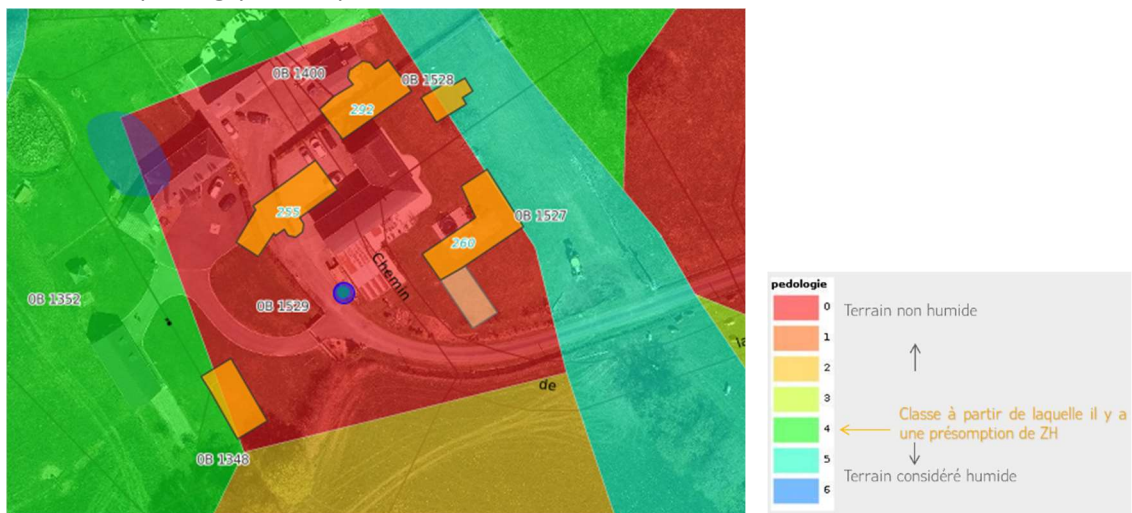 0B 1400
0B 1528
292
255
0B 1527
260
Chemin
0B 1352
0B 1529
de
0B 1348
la
pedologie
0 Terrain non humide
1
2
3
4 Classe à partir de laquelle il y a
une présomption de ZH
5 Terrain considéré humide
6